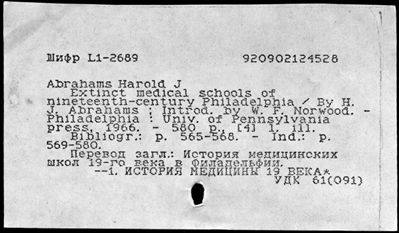 Шифр L1-2689 920902124528
Abrahams Harold J
Extinct medical schools of
nineteenth-century Philadelphia / By H.
J. Abrahams ; Introd. by W. F. Norwood. -
Philadelphia : Univ. of Pennsylvania
press, 1966. - 580 p., [4] l. ill.
Bibliogr.: p. 565-568. - Ind.: p.
569-580.
Перевод загл.: История медицинских
школ 19-го века в Филадельфии.
--1. ИСТОРИЯ МЕДИЦИНЫ 19 ВЕКА*
УДК 61(091)